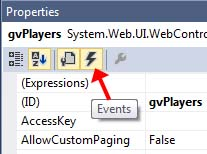 Properties
gvPlayers System.Web.UI.WebContro
(Expressions)
(ID) gvPlayers
Events
AccessKey
AllowCustomPaging False